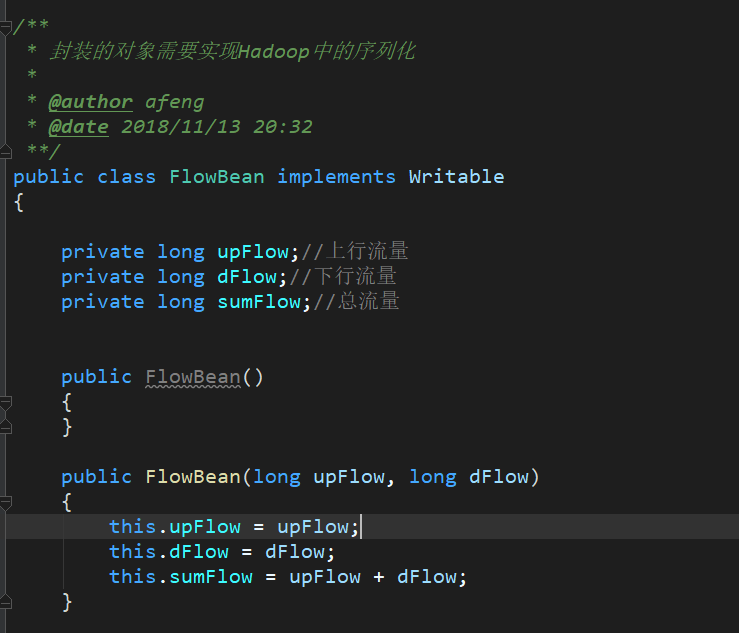 /**
* 封装的对象需要实现Hadoop中的序列化
*
* @author afeng
* @date 2018/11/13 20:32
**/
public class FlowBean implements Writable
{
private long upFlow;//上行流量
private long dFlow;//下行流量
private long sumFlow;//总流量
public FlowBean()
{
}
public FlowBean(long upFlow, long dFlow)
{
this.upFlow = upFlow;
this.dFlow = dFlow;
this.sumFlow = upFlow + dFlow;
}